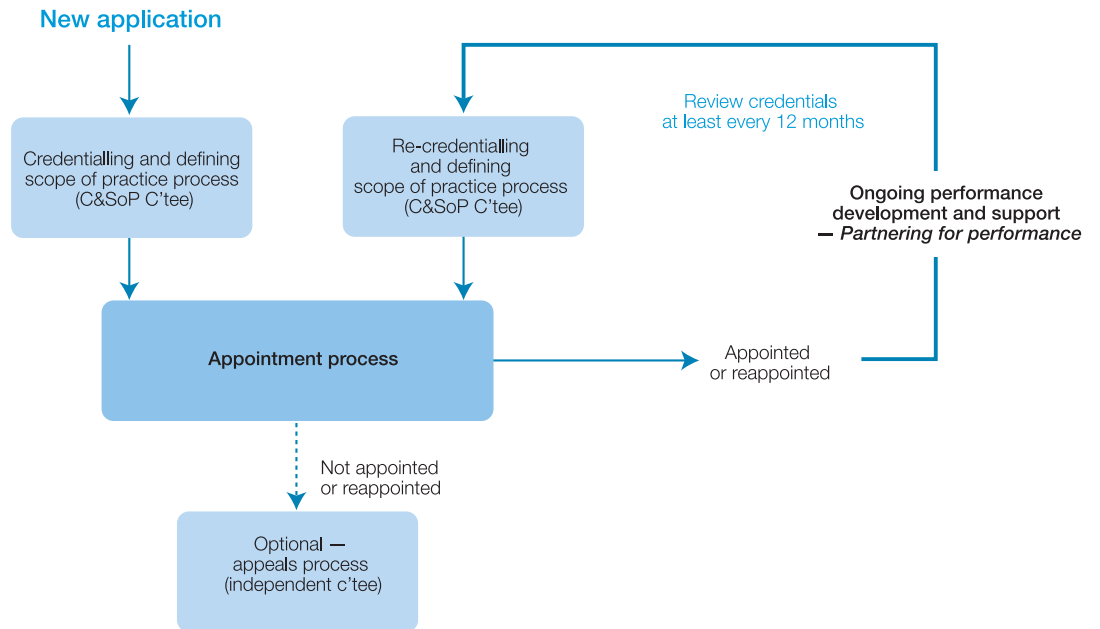 New application
Credentialling and defining
scope of practice process
(C&SoP C'tee)
Re-credentialling
and defining
scope of practice process
(C&SoP C'tee)
Review credentials
at least every 12 months
Ongoing performance
development and support
— Partnering for performance
Appointment process
Appointed
or reappointed
Not appointed
or reappointed
Optional —
appeals process
(independent c'tee)